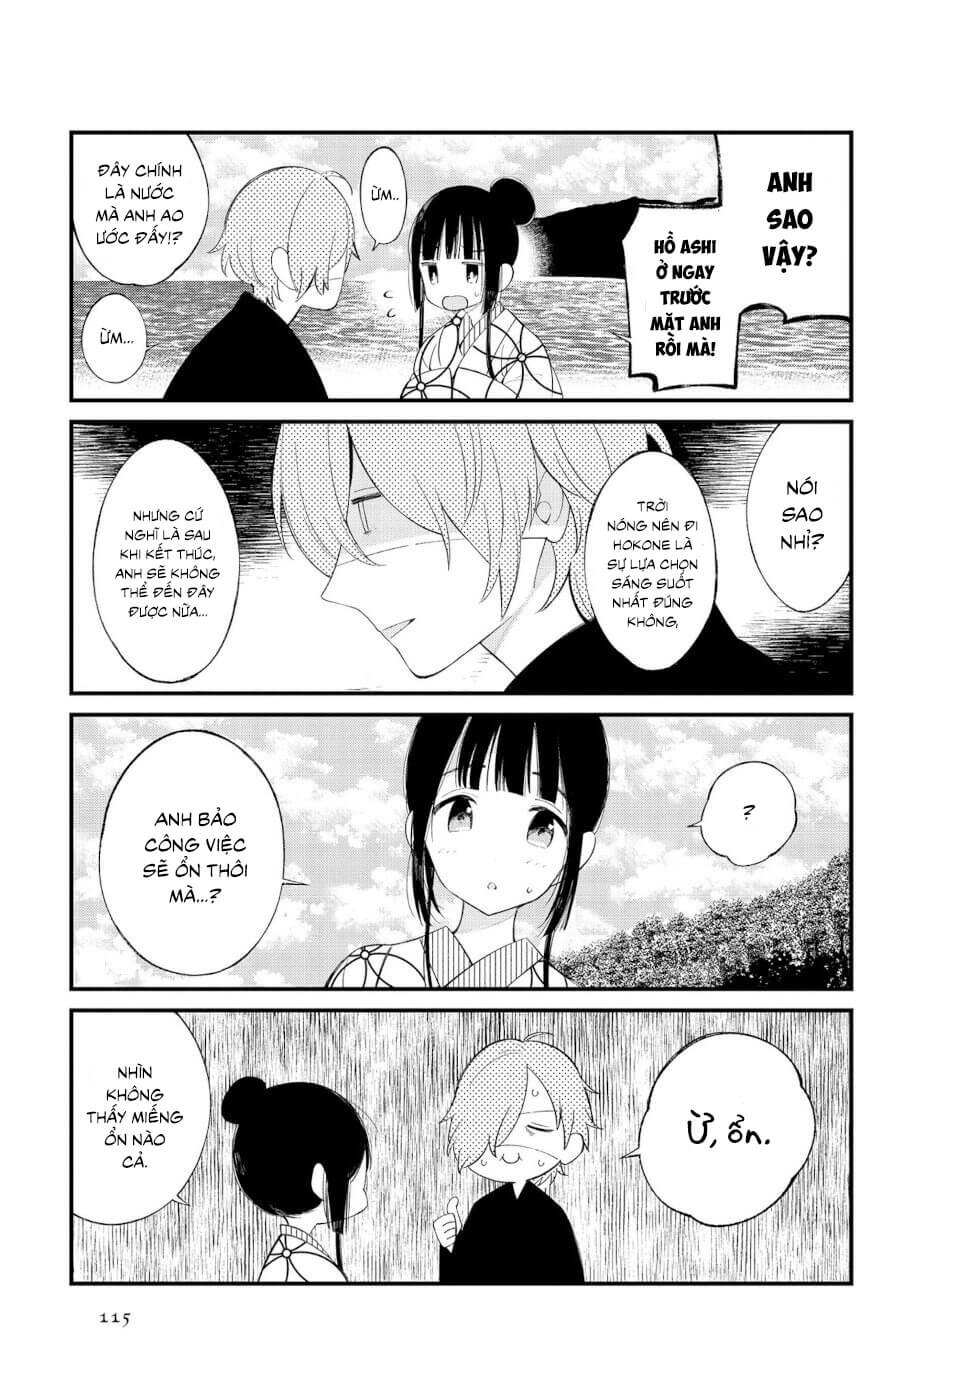 ANH
SAO
VẬY?
HỒ ASHI
Ở NGAY
TRƯỚC
MẶT ANH
RỒI MÀ!
ỪM..
ĐÂY CHÍNH
LÀ NƯỚC
MÀ ANH AO
ƯỚC ĐẤY!?
ỪM...
NÓI
SAO
NHỈ?
TRỜI
NÓNG NÊN ĐI
HOKONE LÀ
SỰ LỰA CHỌN
SÁNG SUỐT
NHẤT ĐÚNG
KHÔNG,
NHƯNG CỨ
NGHĨ LÀ SAU
KHI KẾT THÚC,
ANH SẼ KHÔNG
THỂ ĐẾN ĐÂY
ĐƯỢC NỮA...
?
ANH BẢO
CÔNG VIỆC
SẼ ỔN THÔI
MÀ...?
Ừ, ổn.
NHÌN
KHÔNG
THẤY MIẾNG
ỔN NÀO
CẢ.
115